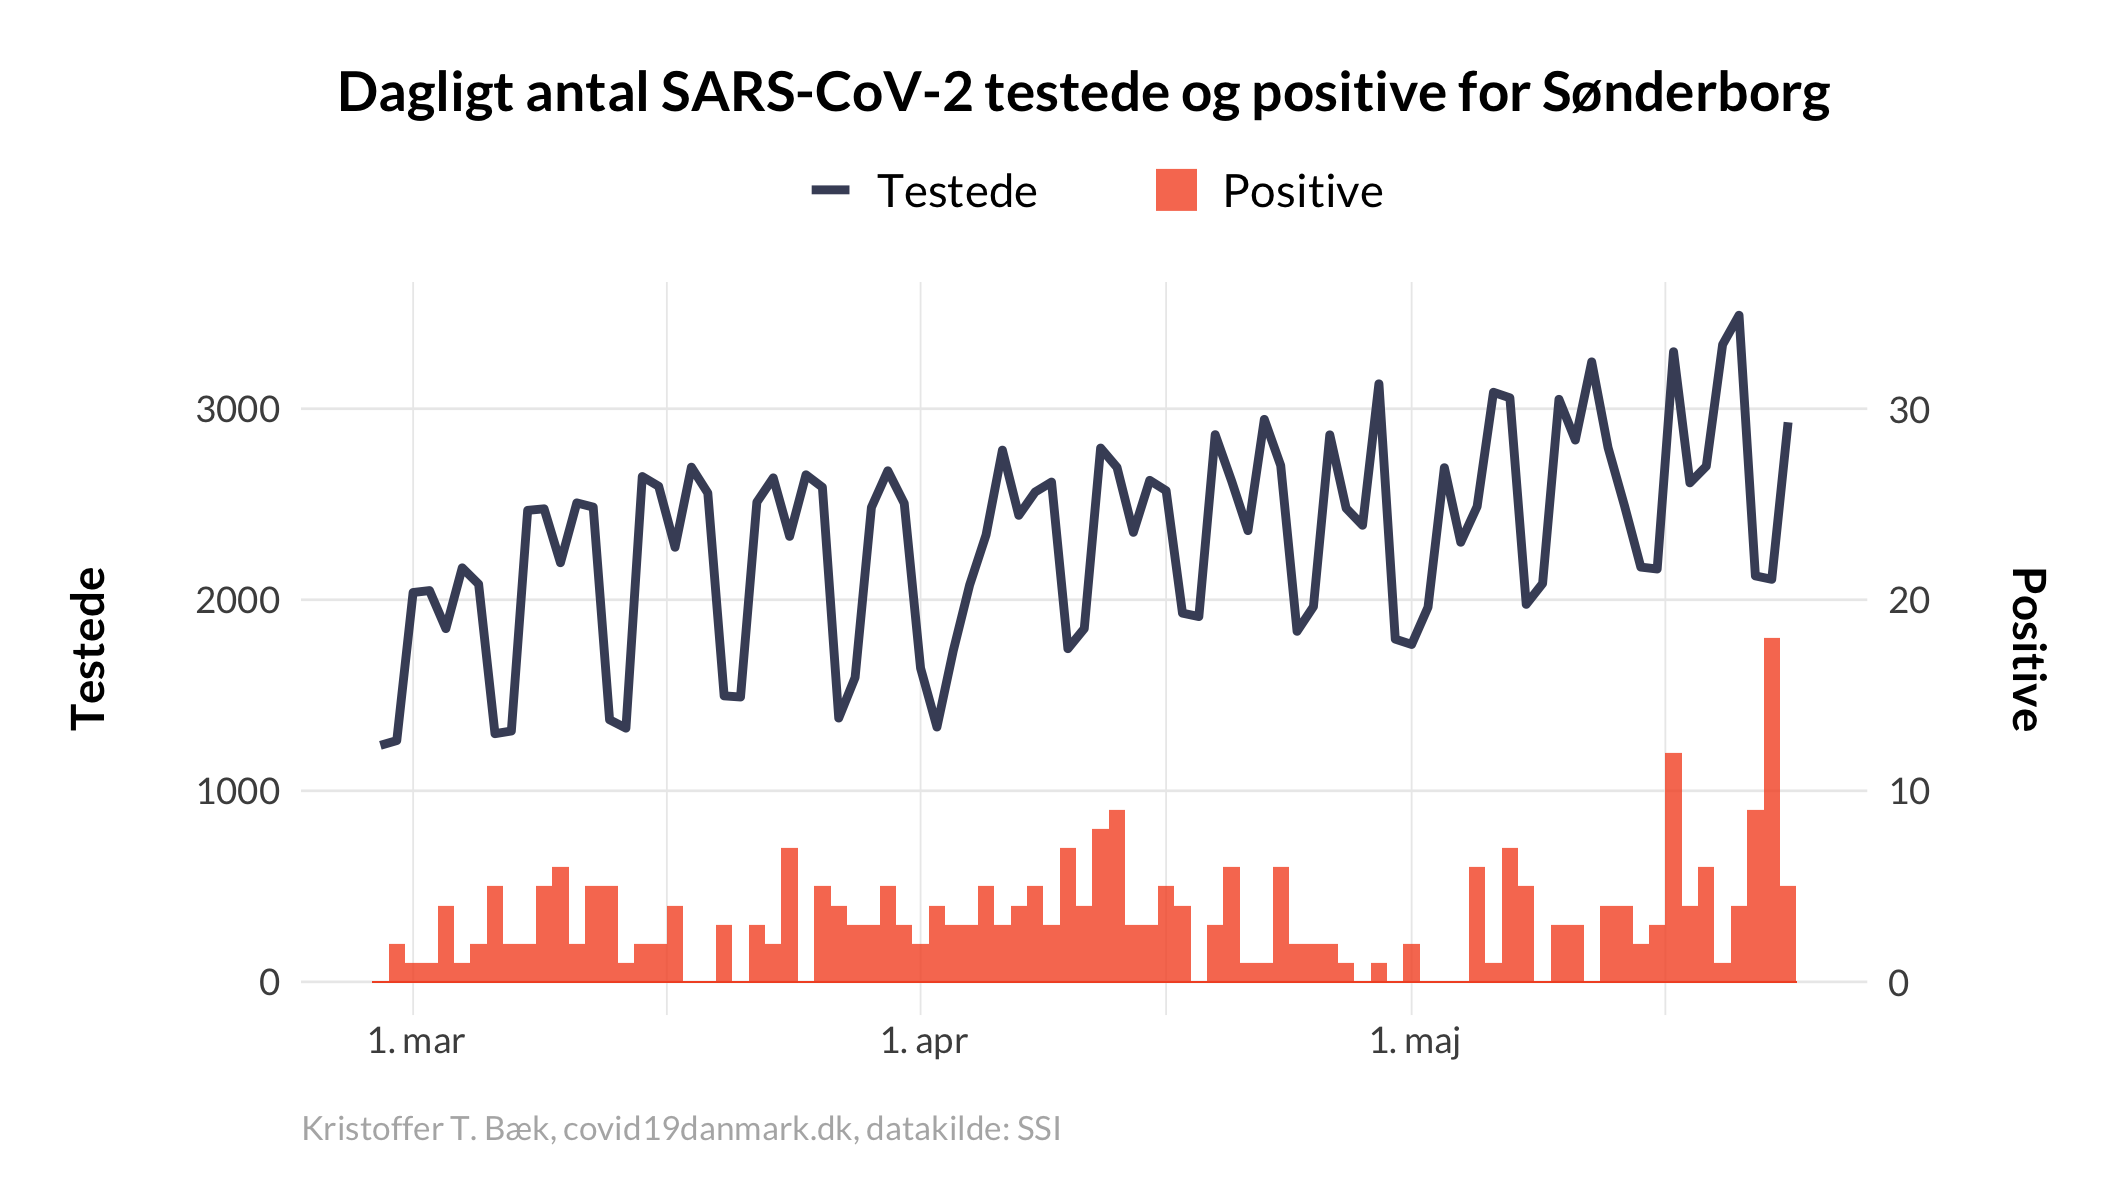 Dagligt antal SARS-CoV-2 testede og positive for Sønderborg
Testede
Positive
Testede
3000
2000
1000
0
30
20
10
0
Positive
1. mar
1. apr
1. maj
Kristoffer T. Bæk, covid19danmark.dk, datakilde: SSI